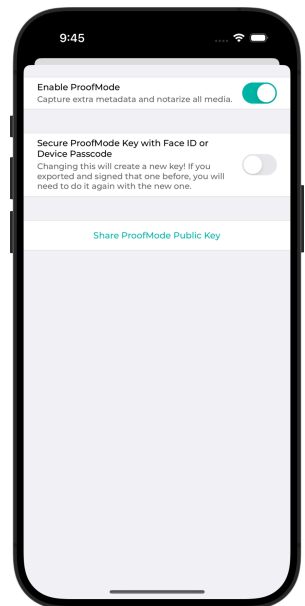 9:45
Enable ProofMode
Capture extra metadata and notarize all media.
Secure ProofMode Key with Face ID or
Device Passcode
Changing this will create a new key! If you
exported and signed that one before, you will
need to do it again with the new one.
Share ProofMode Public Key